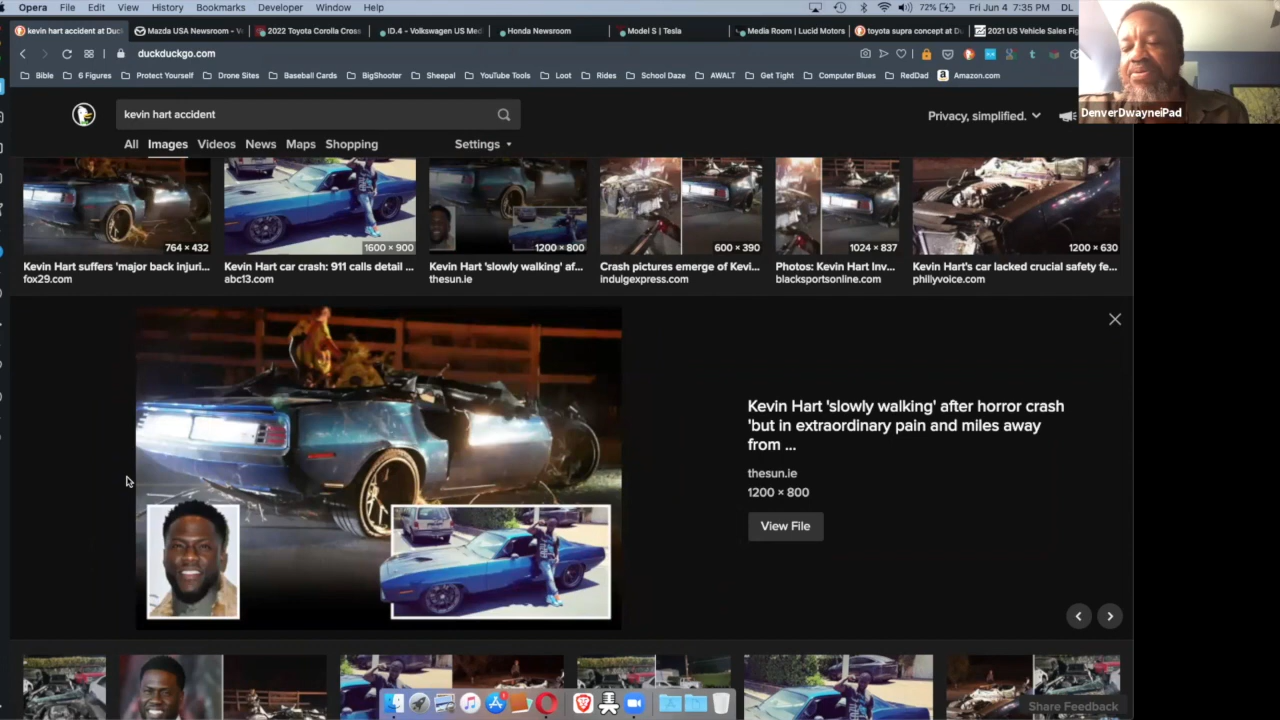 Opera File Edit View History Bookmarks Developer Window Help 72% Fri Jun 4 7:35 PM DL
kevin hart accident at Duc Mazda USA Newsroom - V 2022 Toyota Corolla Cross ID.4 - Volkswagen US Med Honda Newsroom Model S | Tesla Media Room | Lucid Motors toyota supra concept at D 2021 US Vehicle Sales Fig
duckduckgo.com
Bible 6 Figures Protect Yourself Drone Sites Baseball Cards BigShooter Sheepal YouTube Tools Loot Rides School Daze AWALT Get Tight Computer Blues RedDad Amazon.com
DenverDwayneiPad
kevin hart accident
Privacy, simplified.
All Images Videos News Maps Shopping Settings
764 × 432 1600 × 900 1200 × 800 600 × 390 1024 × 837 1200 × 630
Kevin Hart suffers 'major back injuri... Kevin Hart car crash: 911 calls detail ... Kevin Hart 'slowly walking' af... Crash pictures emerge of Kevi... Photos: Kevin Hart Inv... Kevin Hart's car lacked crucial safety fe...
fox29.com abc13.com thesun.ie indulgexpress.com blacksportsonline.com phillyvoice.com
Kevin Hart 'slowly walking' after horror crash
'but in extraordinary pain and miles away
from ...
thesun.ie
1200 × 800
View File
Share Feedback